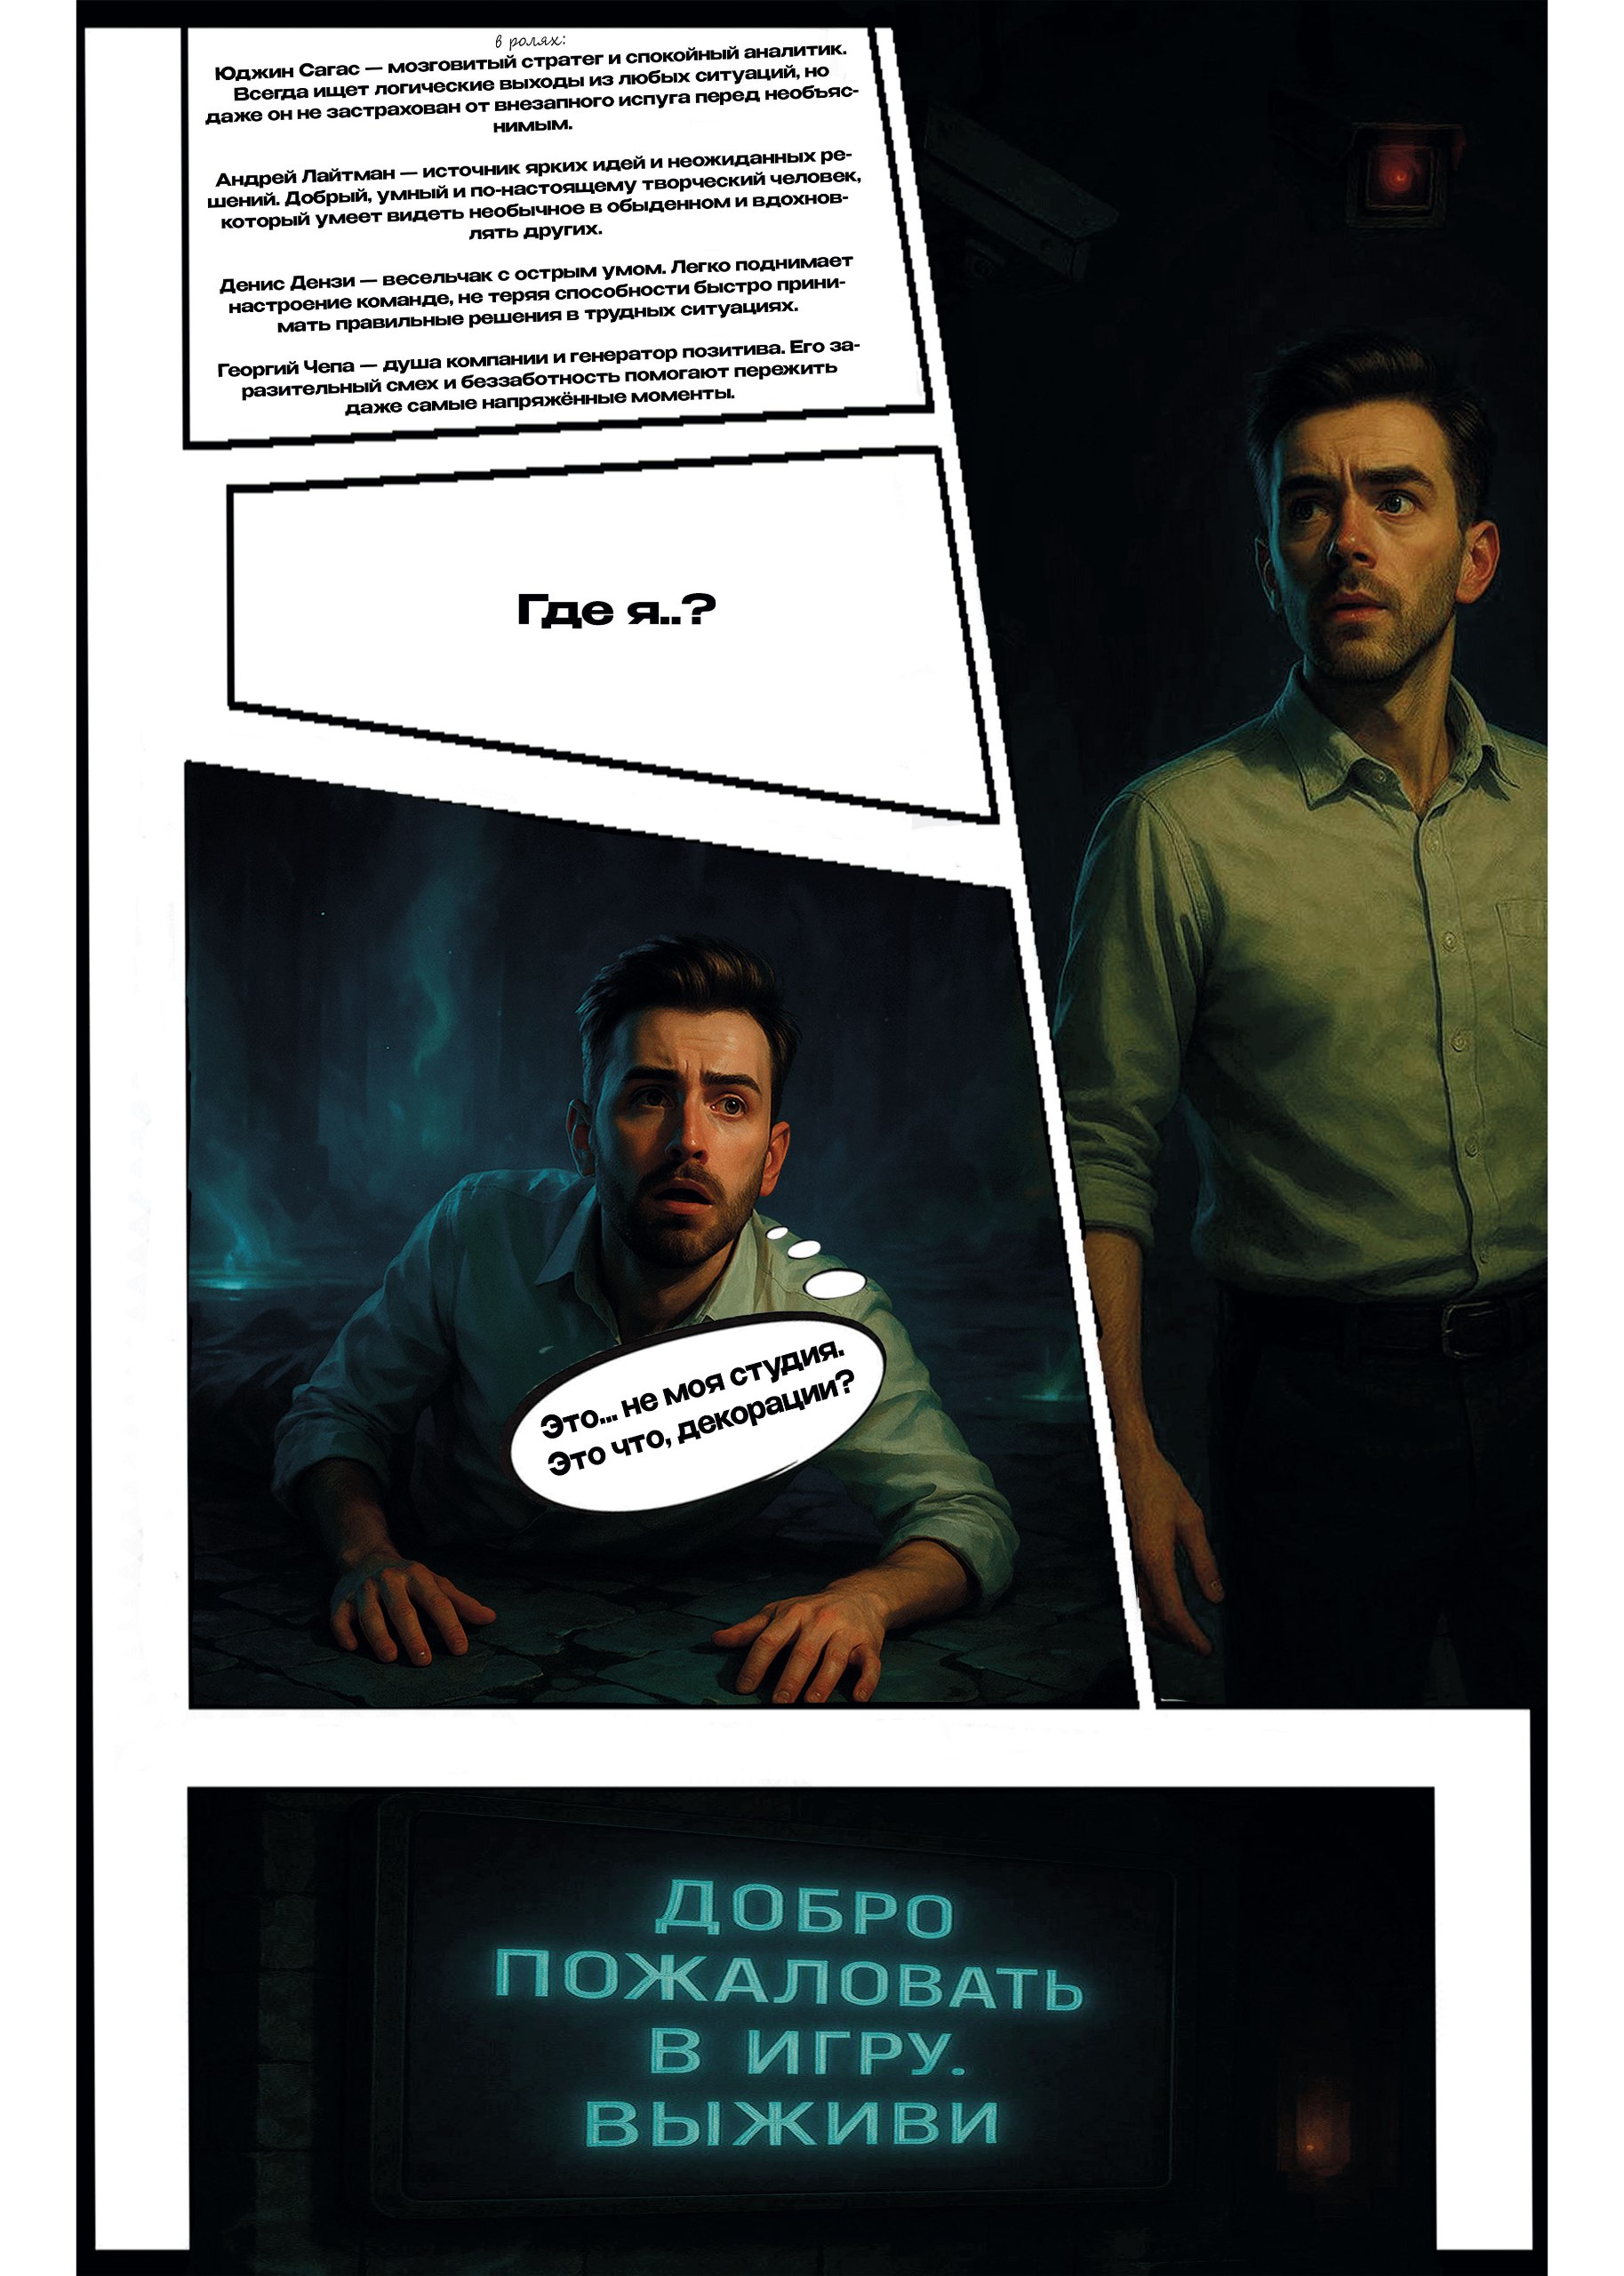 в ролях:
Юджин Сагас — мозговитый стратег и спокойный аналитик.
Всегда ищет логические выходы из любых ситуаций, но
даже он не застрахован от внезапного испуга перед необъяс-
нимым.
Андрей Лайтман — источник ярких идей и неожиданных ре-
шений. Добрый, умный и по-настоящему творческий человек,
который умеет видеть необычное в обыденном и вдохнов-
лять других.
Денис Дензи — весельчак с острым умом. Легко поднимает
настроение команде, не теряя способности быстро прини-
мать правильные решения в трудных ситуациях.
Георгий Чепа — душа компании и генератор позитива. Его за-
разительный смех и беззаботность помогают пережить
даже самые напряжённые моменты.
Где я..?
Это... не моя студия.
Это что, декорации?
ДОБРО
ПОЖАЛОВАТЬ
В ИГРУ.
ВЫЖИВИ